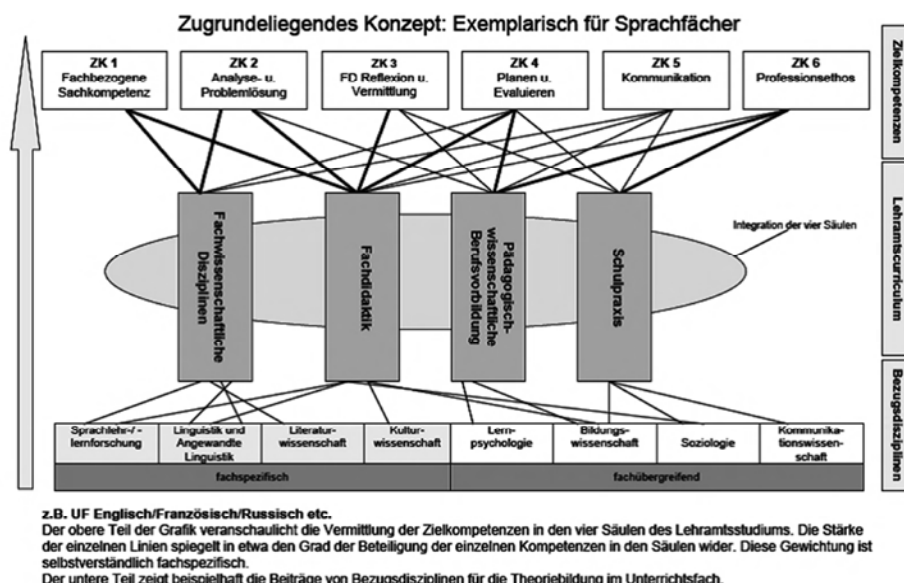 Zugrundeliegendes Konzept: Exemplarisch für Sprachfächer
ZK 1
Fachbezogene
Sachkompetenz
ZK 2
Analyse- u.
Problemlösung
ZK 3
FD Reflexion u.
Vermittlung
ZK 4
Planen u.
Evaluieren
ZK 5
Kommunikation
ZK 6
Professionsethos
Zielkompetenzen
Fachwissenschaftliche
Disziplinen
Fachdidaktik
Pädagogisch-
wissenschaftliche
Berufsvorbildung
Schulpraxis
Integration der vier Säulen
Lehramtscurriculum
Sprachlehr-/ -
lernforschung
Linguistik und
Angewandte
Linguistik
Literatur-
wissenschaft
Kultur-
wissenschaft
Lern-
psychologie
Bildungs-
wissenschaft
Soziologie
Kommunika-
tionswissen-
schaft
Bezugsdisziplinen
fachspezifisch
fachübergreifend
z.B. UF Englisch/Französisch/Russisch etc.
Der obere Teil der Grafik veranschaulicht die Vermittlung der Zielkompetenzen in den vier Säulen des Lehramtsstudiums. Die Stärke
der einzelnen Linien spiegelt in etwa den Grad der Beteiligung der einzelnen Kompetenzen in den Säulen wider. Diese Gewichtung ist
selbstverständlich fachspezifisch.
Der untere Teil zeigt beispielhaft die Beiträge von Bezugsdisziplinen für die Theoriebildung im Unterrichtsfach.